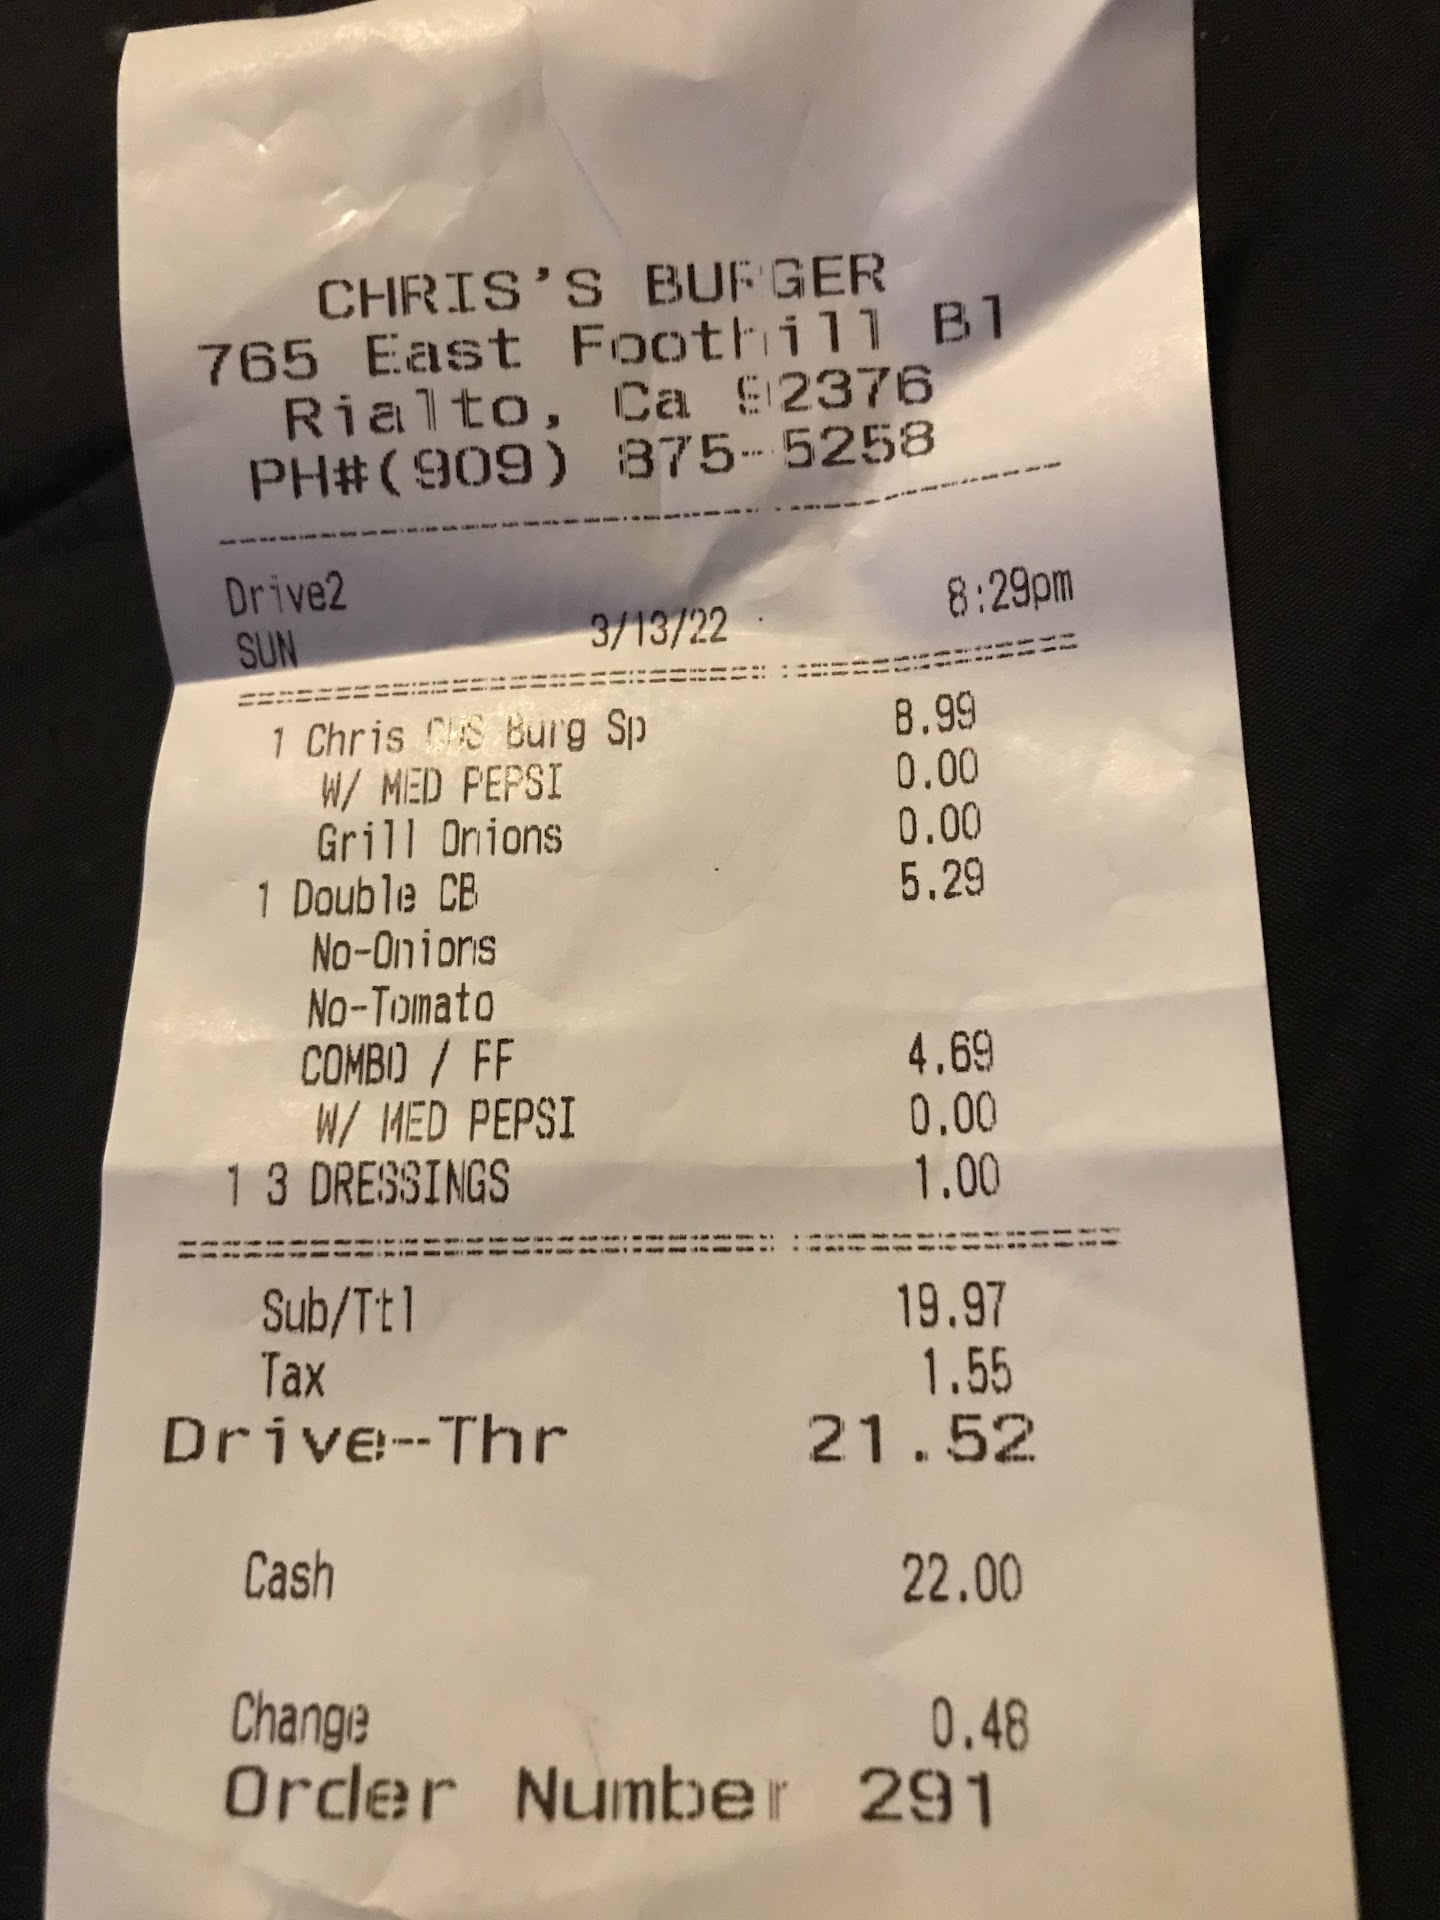 CHRIS'S BURGER
765 East Foothill Bl
Rialto, Ca 92376
PH#(909) 875-5258
Drive2 8:29pm
SUN 3/13/22
1 Chris CHS Burg Sp 8.99
W/ MED PEPSI 0.00
Grill Onions 0.00
1 Double CB 5.29
No-Onions
No-Tomato
COMBO / FF 4.69
W/ MED PEPSI 0.00
1 3 DRESSINGS 1.00
Sub/Ttl 19.97
Tax 1.55
Drive-Thr 21.52
Cash 22.00
Change 0.48
Order Number 291